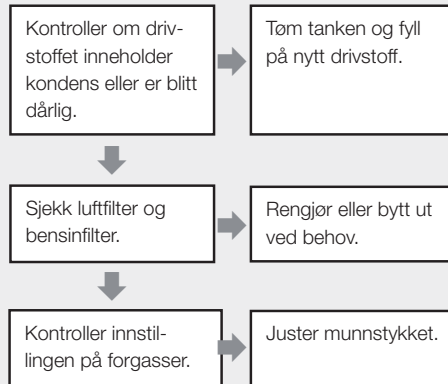 Kontroller om driv-
stoffet inneholder
kondens eller er blitt
dårlig.
Tøm tanken og fyll
på nytt drivstoff.
Sjekk luftfilter og
bensinfilter.
Rengjør eller bytt ut
ved behov.
Kontroller innstil-
lingen på forgasser.
Juster munnstykket.